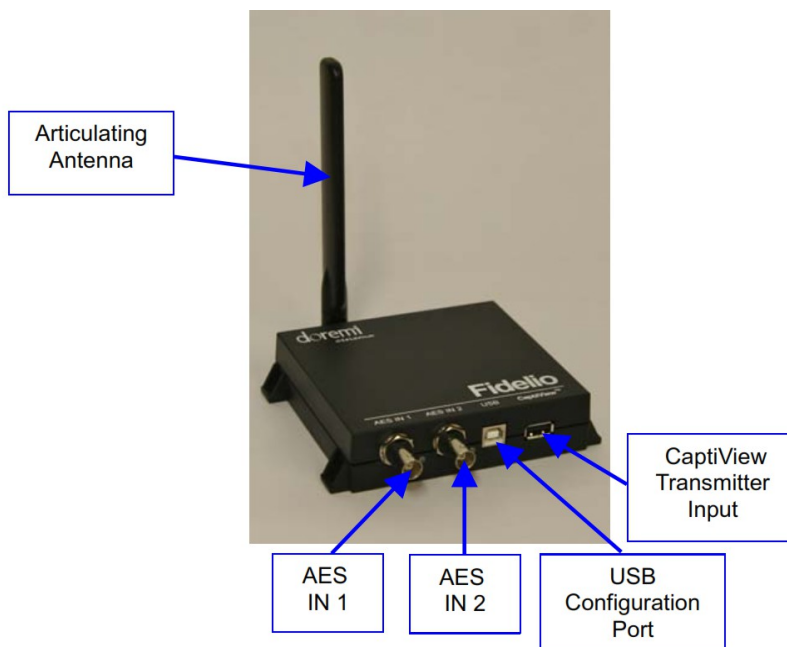 Articulating
Antenna
doremi
Fidelio
AES IN 1 AES IN 2 USB CaptiView™
CaptiView
Transmitter
Input
AES
IN 1
AES
IN 2
USB
Configuration
Port